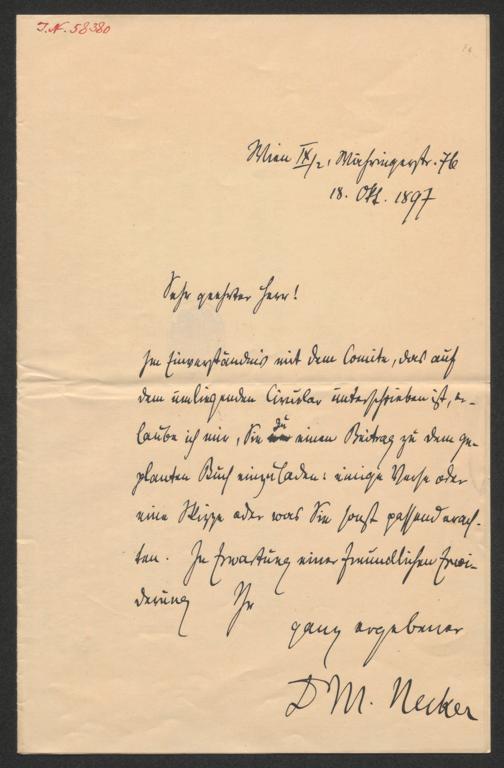 I.N. 58380
Wien IX/2, Währingerstr. 76
18. Okt. 1897
Sehr geehrter Herr!
Im Einverständnis mit dem Comite, das auf
dem umliegenden Circular unterschrieben ist, er-
laube ich mir, Sie zu einen Beitrag zu dem ge-
planten Buch einzuladen: einige Verse oder
eine Skizze oder was Sie sonst passend erach-
ten. In Erwartung einer freundlichen Erwi-
derung Ihr
ganz ergebener
D M. Necker